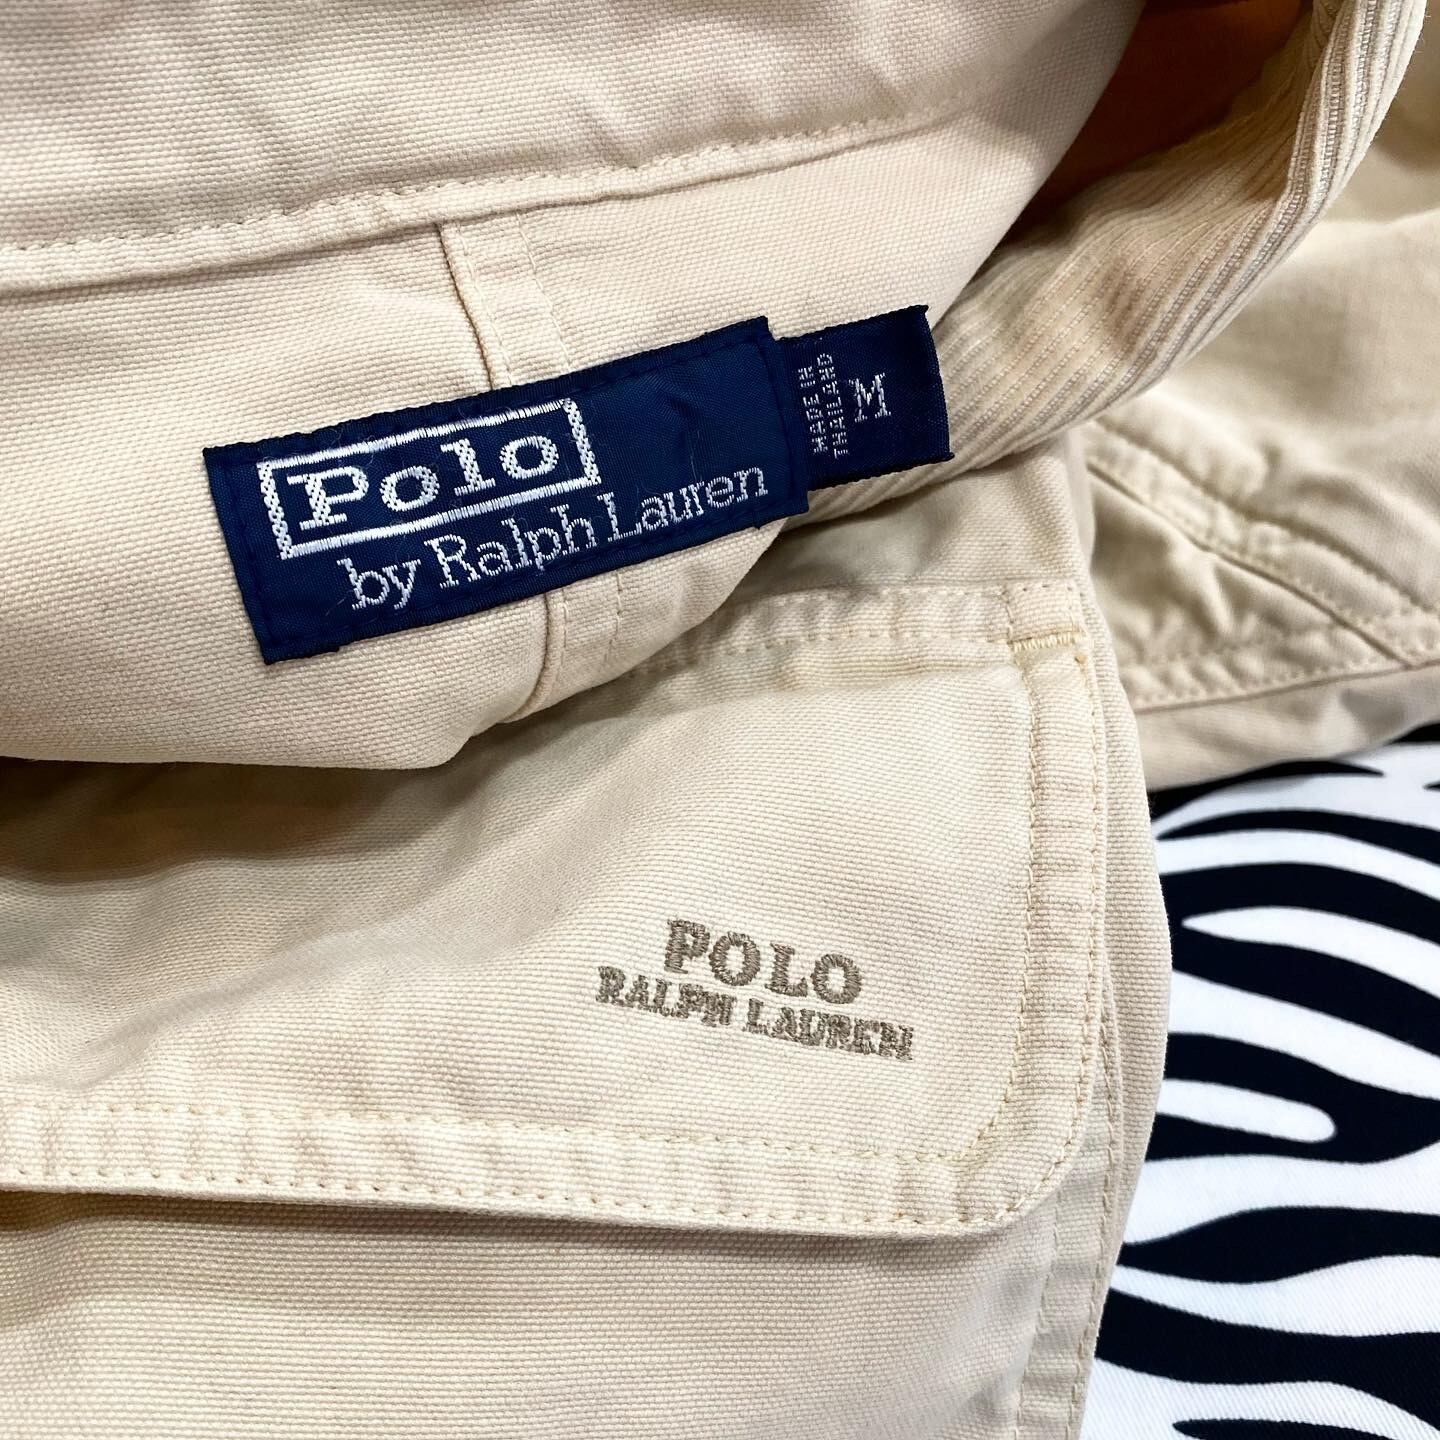 Polo
by Ralph Lauren
MADE IN
THAILAND
M
POLO
RALPH LAUREN